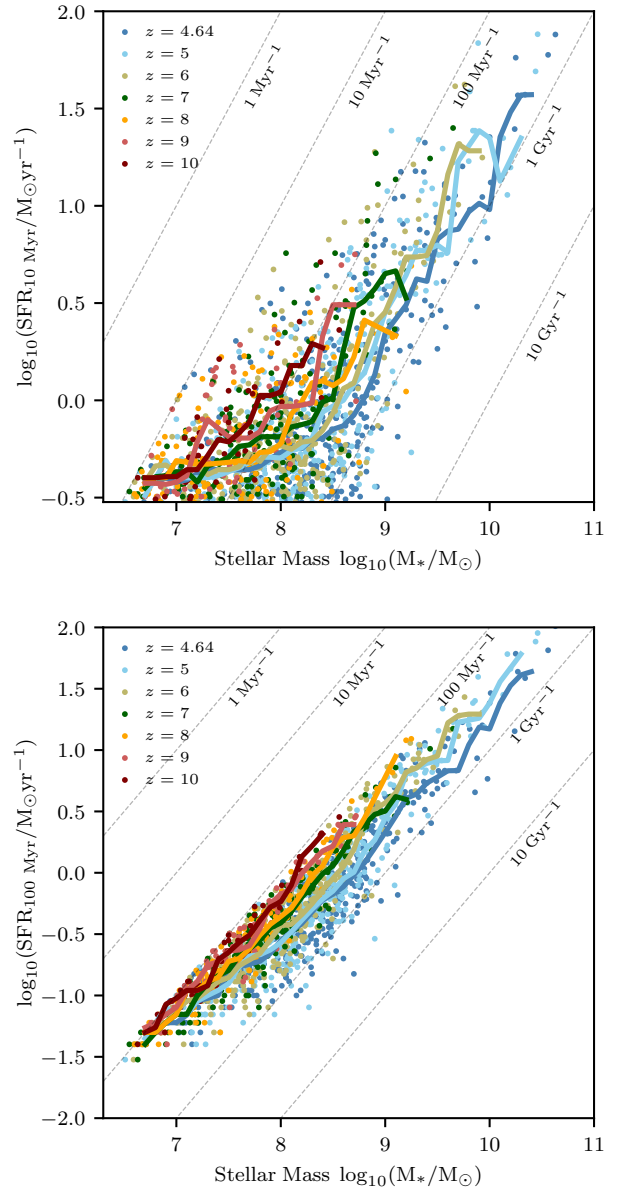 2.0
1.5
1.0
0.5
0.0
−0.5
log₁₀(SFR₁₀ Myr/M⊙yr⁻¹)
z = 4.64
z = 5
z = 6
z = 7
z = 8
z = 9
z = 10
1 Myr⁻¹
10 Myr⁻¹
100 Myr⁻¹
1 Gyr⁻¹
10 Gyr⁻¹
7 8 9 10 11
Stellar Mass log₁₀(M*/M⊙)
2.0
1.5
1.0
0.5
0.0
−0.5
−1.0
−1.5
−2.0
log₁₀(SFR₁₀₀ Myr/M⊙yr⁻¹)
z = 4.64
z = 5
z = 6
z = 7
z = 8
z = 9
z = 10
1 Myr⁻¹
10 Myr⁻¹
100 Myr⁻¹
1 Gyr⁻¹
10 Gyr⁻¹
7 8 9 10 11
Stellar Mass log₁₀(M*/M⊙)